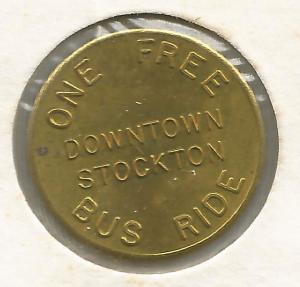 ONE FREE
DOWNTOWN
STOCKTON
BUS RIDE